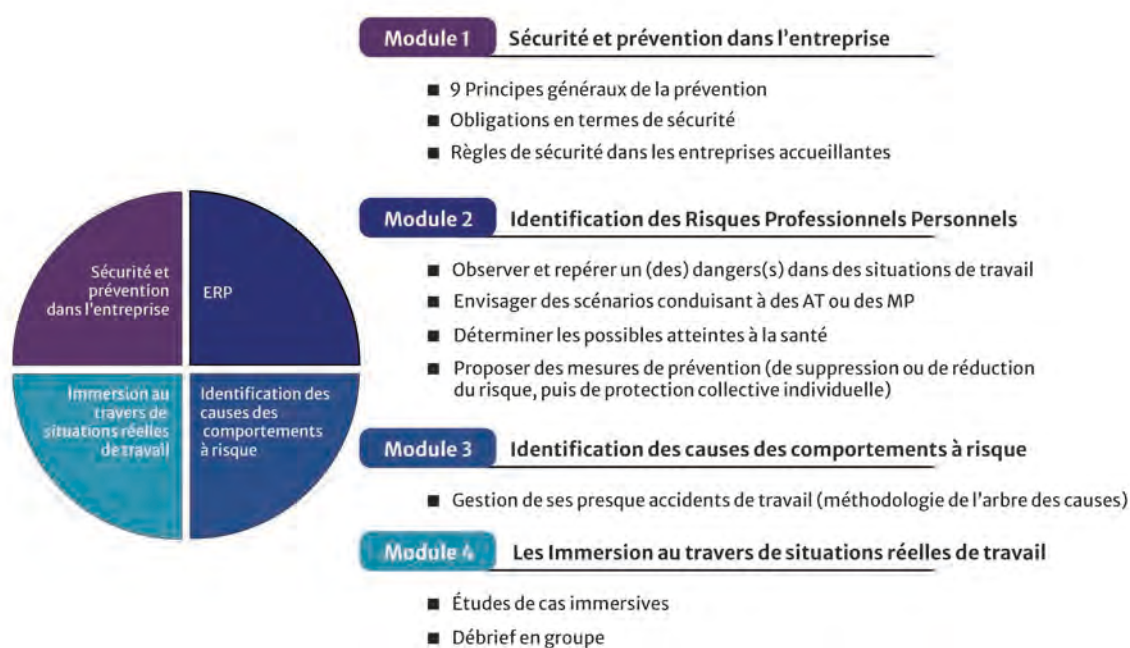 Module 1 Sécurité et prévention dans l'entreprise
■ 9 Principes généraux de la prévention
■ Obligations en termes de sécurité
■ Règles de sécurité dans les entreprises accueillantes
Module 2 Identification des Risques Professionnels Personnels
■ Observer et repérer un (des) dangers(s) dans des situations de travail
■ Envisager des scénarios conduisant à des AT ou des MP
■ Déterminer les possibles atteintes à la santé
■ Proposer des mesures de prévention (de suppression ou de réduction
du risque, puis de protection collective individuelle)
Module 3 Identification des causes des comportements à risque
■ Gestion de ses presque accidents de travail (méthodologie de l'arbre des causes)
Module 4 Les Immersion au travers de situations réelles de travail
■ Études de cas immersives
■ Débrief en groupe
Sécurité et
prévention
dans l'entreprise
ERP
Immersion au
travers de
situations réelles
de travail
Identification des
causes des
comportements
à risque